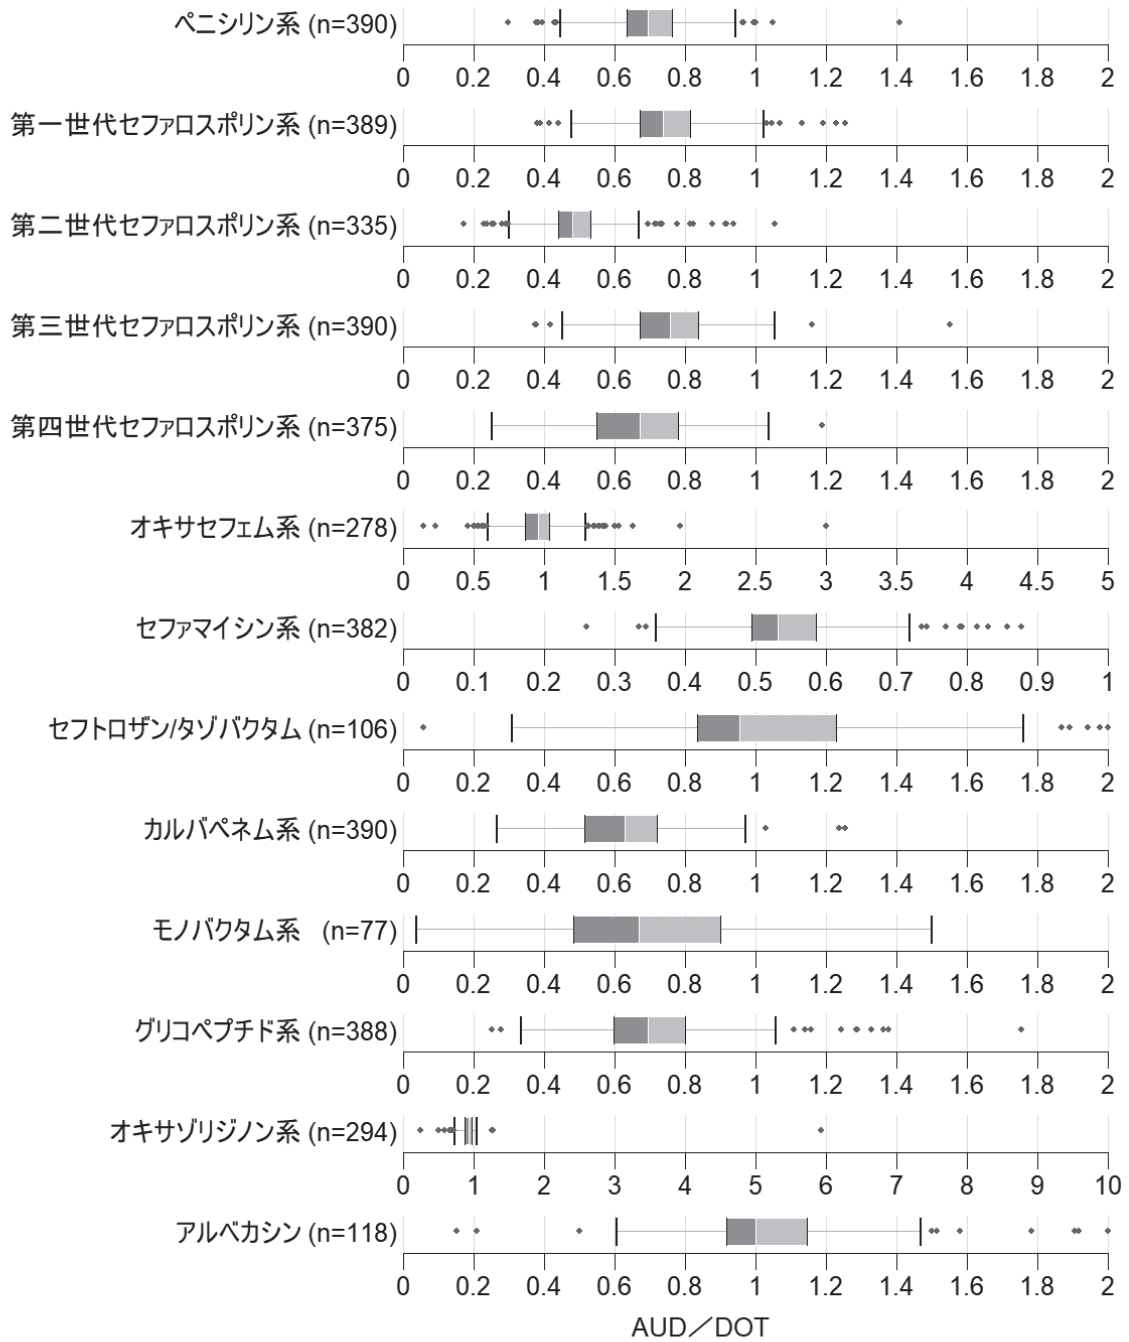 ペニシリン系 (n=390)
0 0.2 0.4 0.6 0.8 1 1.2 1.4 1.6 1.8 2
第一世代セファロスポリン系 (n=389)
0 0.2 0.4 0.6 0.8 1 1.2 1.4 1.6 1.8 2
第二世代セファロスポリン系 (n=335)
0 0.2 0.4 0.6 0.8 1 1.2 1.4 1.6 1.8 2
第三世代セファロスポリン系 (n=390)
0 0.2 0.4 0.6 0.8 1 1.2 1.4 1.6 1.8 2
第四世代セファロスポリン系 (n=375)
0 0.2 0.4 0.6 0.8 1 1.2 1.4 1.6 1.8 2
オキサセフェム系 (n=278)
0 0.5 1 1.5 2 2.5 3 3.5 4 4.5 5
セファマイシン系 (n=382)
0 0.1 0.2 0.3 0.4 0.5 0.6 0.7 0.8 0.9 1
セフトロザン/タゾバクタム (n=106)
0 0.2 0.4 0.6 0.8 1 1.2 1.4 1.6 1.8 2
カルバペネム系 (n=390)
0 0.2 0.4 0.6 0.8 1 1.2 1.4 1.6 1.8 2
モノバクタム系 (n=77)
0 0.2 0.4 0.6 0.8 1 1.2 1.4 1.6 1.8 2
グリコペプチド系 (n=388)
0 0.2 0.4 0.6 0.8 1 1.2 1.4 1.6 1.8 2
オキサゾリジノン系 (n=294)
0 1 2 3 4 5 6 7 8 9 10
アルベカシン (n=118)
0 0.2 0.4 0.6 0.8 1 1.2 1.4 1.6 1.8 2
AUD／DOT